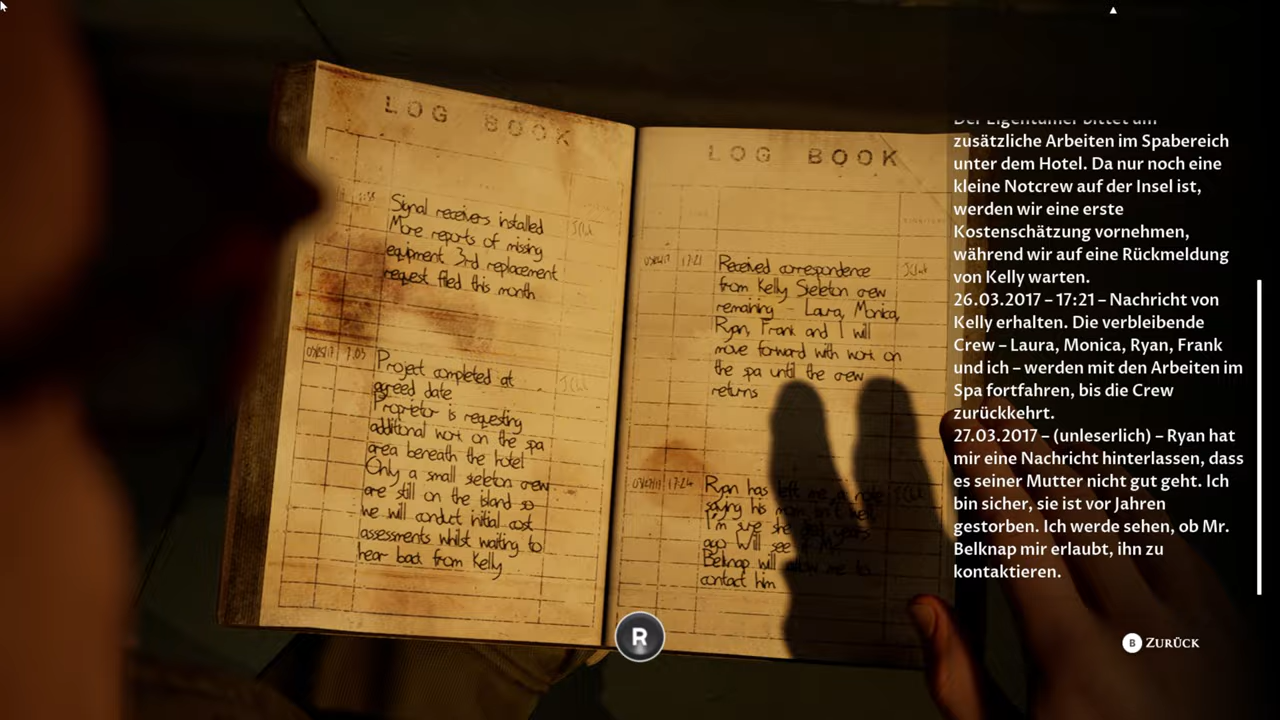 LOG BOOK
Signal receivers installed
More reports of missing
equipment 3rd replacement
request filed this month
Project completed at
agreed date
Proprietor is requesting
additional work on the spa
area beneath the hotel
Only a small skeleton crew
are still on the island so
we will conduct initial cost
assessments whilst waiting to
hear back from Kelly
LOG BOOK
17:21
Received correspondence
from Kelly Skeleton crew
remaining - Laura, Monica,
Ryan, Frank and I will
move forward with work on
the spa until the crew
returns
17:24
Ryan has left me a note
saying his mom isn't well
I'm sure she died years
ago Will see if Mr
Belknap will allow me to
contact him
Der Eigentümer bittet um
zusätzliche Arbeiten im Spabereich
unter dem Hotel. Da nur noch eine
kleine Notcrew auf der Insel ist,
werden wir eine erste
Kostenschätzung vornehmen,
während wir auf eine Rückmeldung
von Kelly warten.
26.03.2017 – 17:21 – Nachricht von
Kelly erhalten. Die verbleibende
Crew – Laura, Monica, Ryan, Frank
und ich – werden mit den Arbeiten im
Spa fortfahren, bis die Crew
zurückkehrt.
27.03.2017 – (unleserlich) – Ryan hat
mir eine Nachricht hinterlassen, dass
es seiner Mutter nicht gut geht. Ich
bin sicher, sie ist vor Jahren
gestorben. Ich werde sehen, ob Mr.
Belknap mir erlaubt, ihn zu
kontaktieren.
R
B ZURÜCK